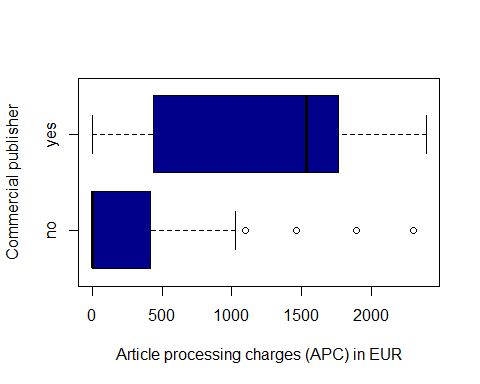 Commercial publisher
yes
no
0 500 1000 1500 2000
Article processing charges (APC) in EUR